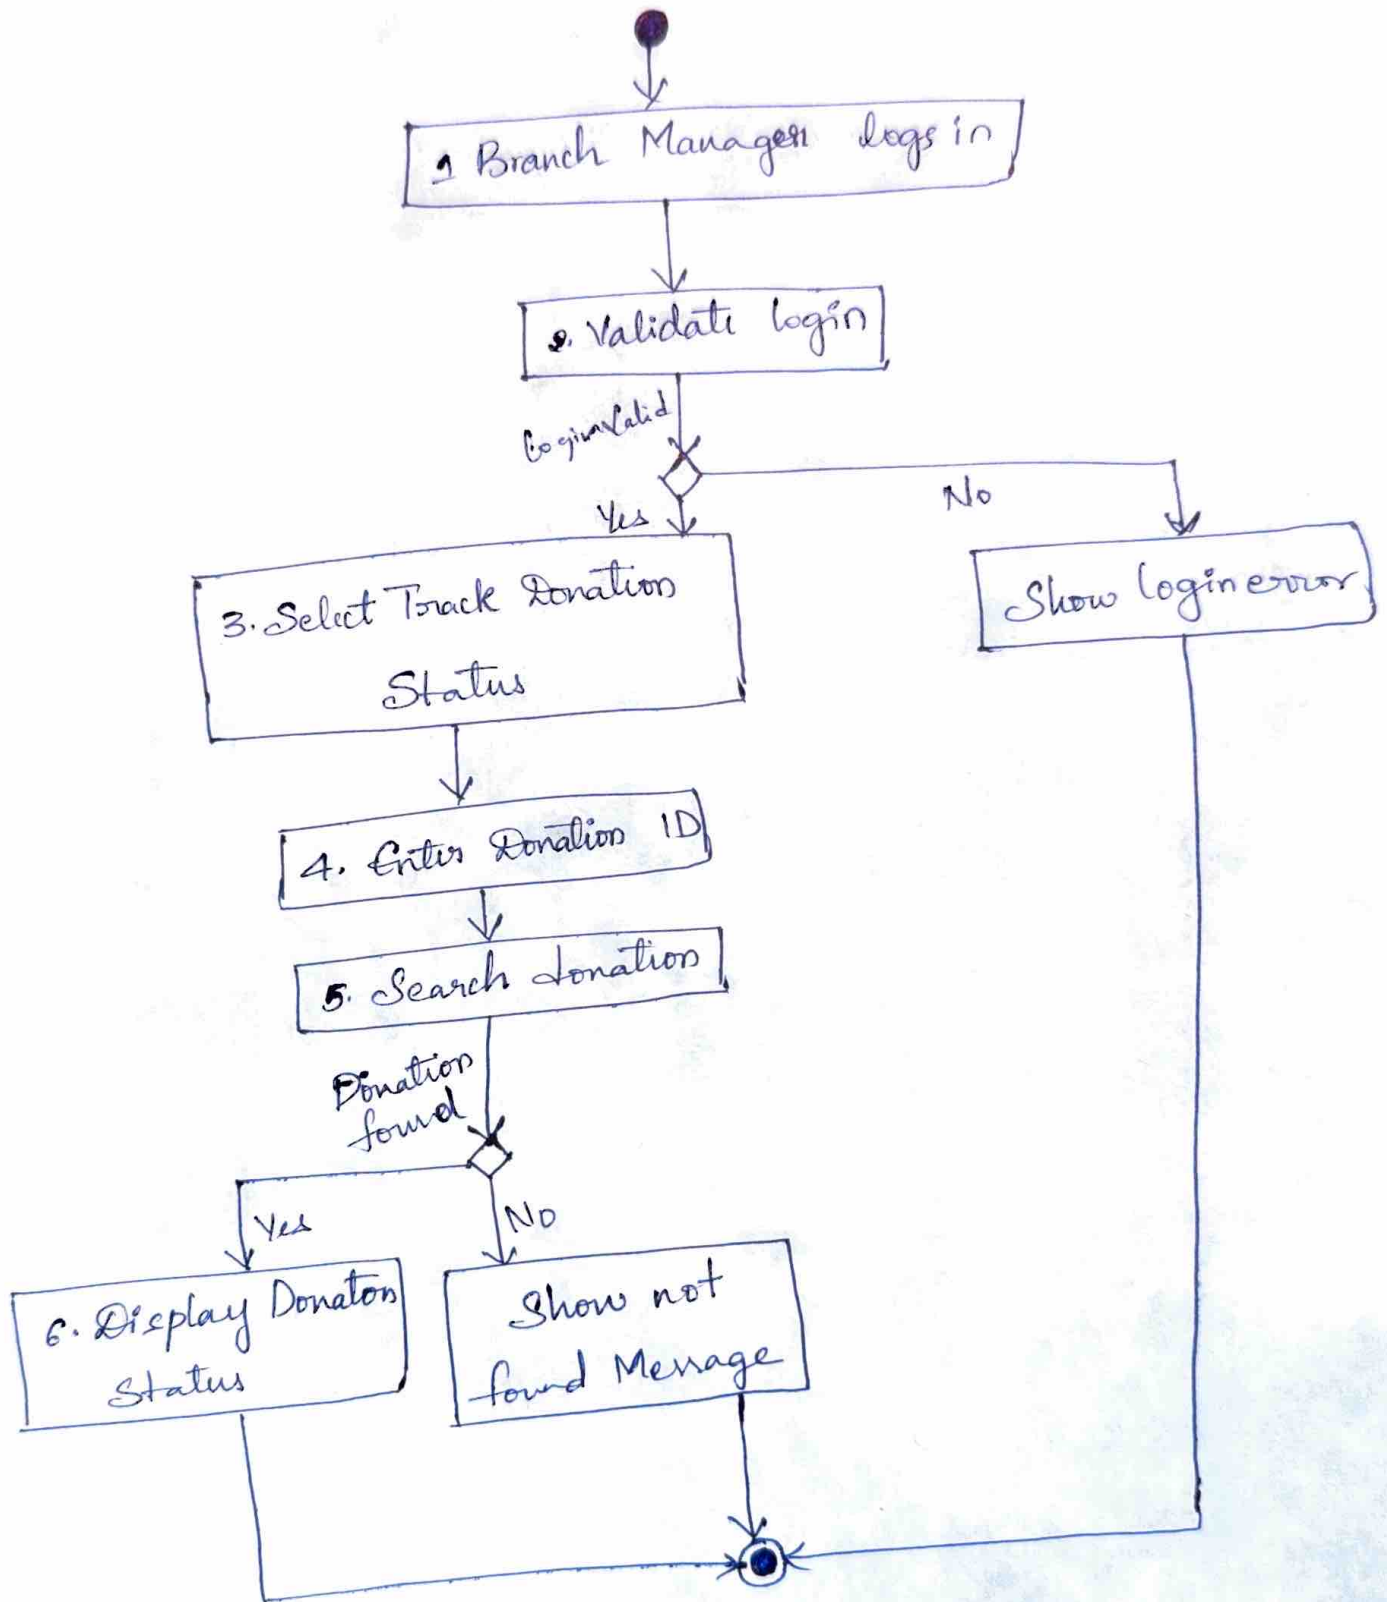 1 Branch Manager logs in
2. Validate login
Login Valid
No
Yes
3. Select Track Donation
Status
Show login error
4. Enter Donation ID
5. Search donation
Donation
found
Yes
No
6. Display Donaton
Status
Show not
found Message